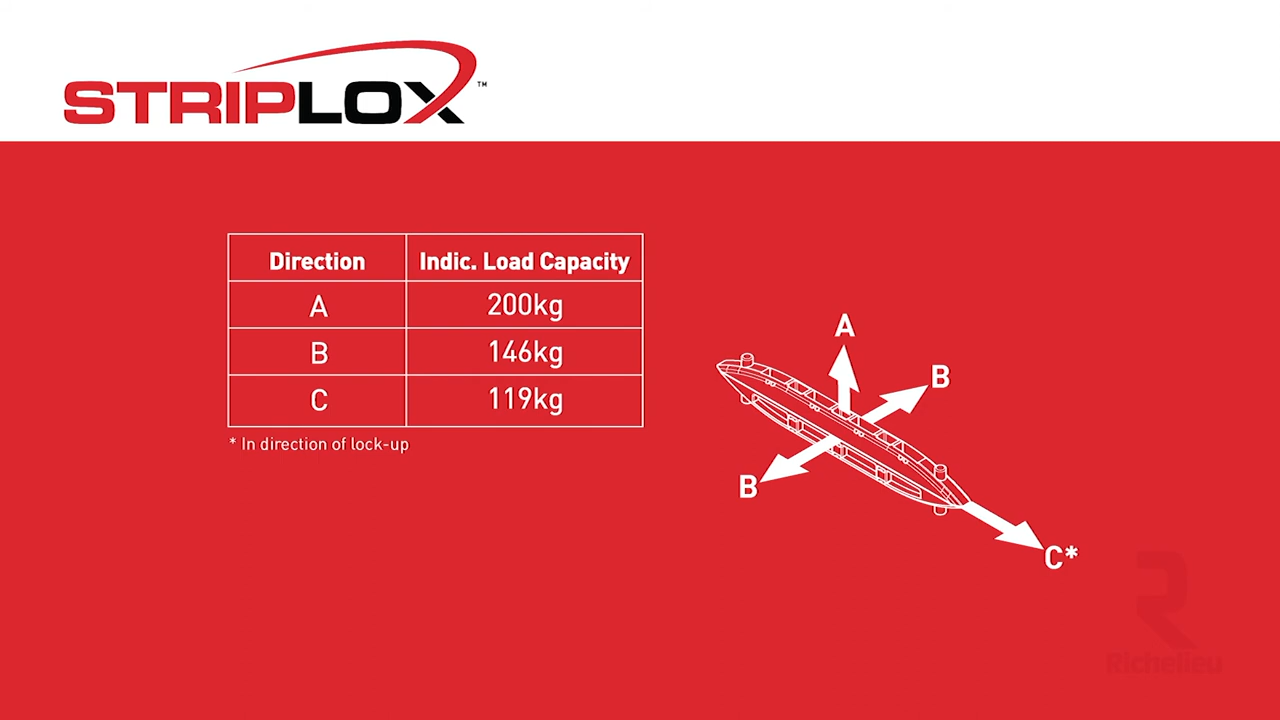 STRIPLOX™
Direction Indic. Load Capacity
A 200kg
B 146kg
C 119kg
* In direction of lock-up
A
B
B
C*
R
Richelieu